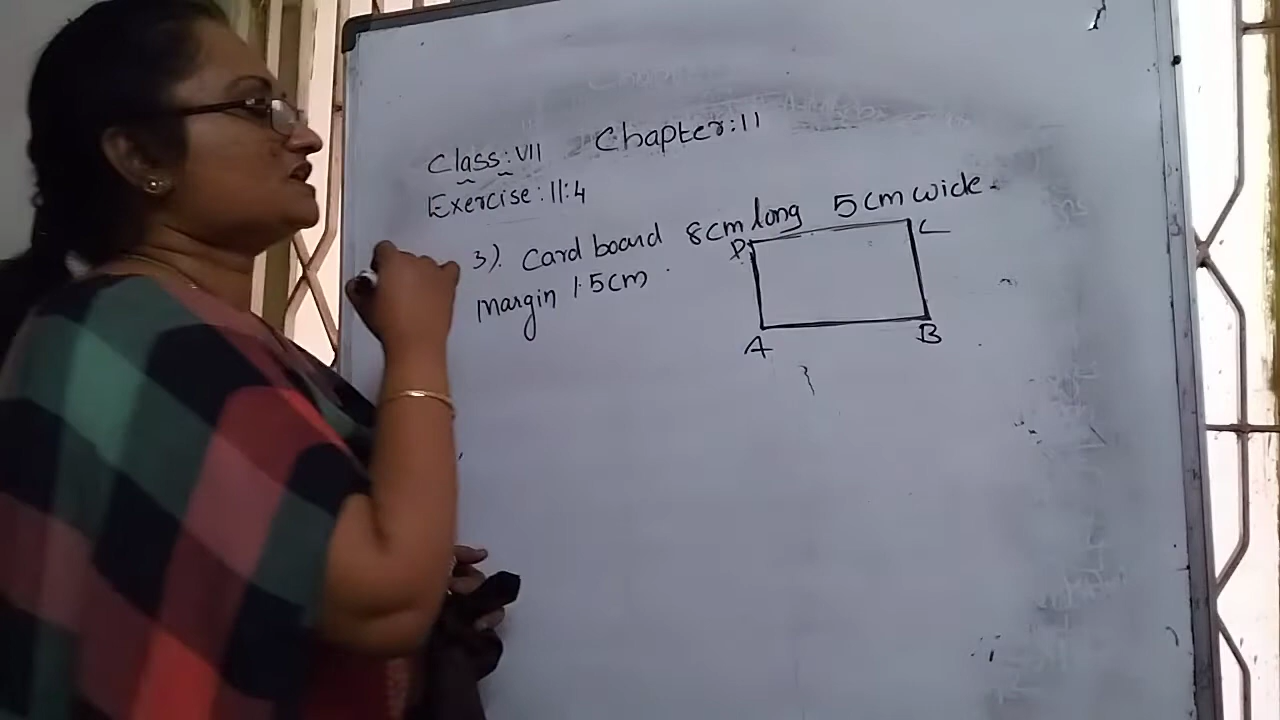 Chapter:11
Class:VII
Exercise:11:4
3). Card board 8cm long 5cm wide.
margin 1.5cm.
D C
A B